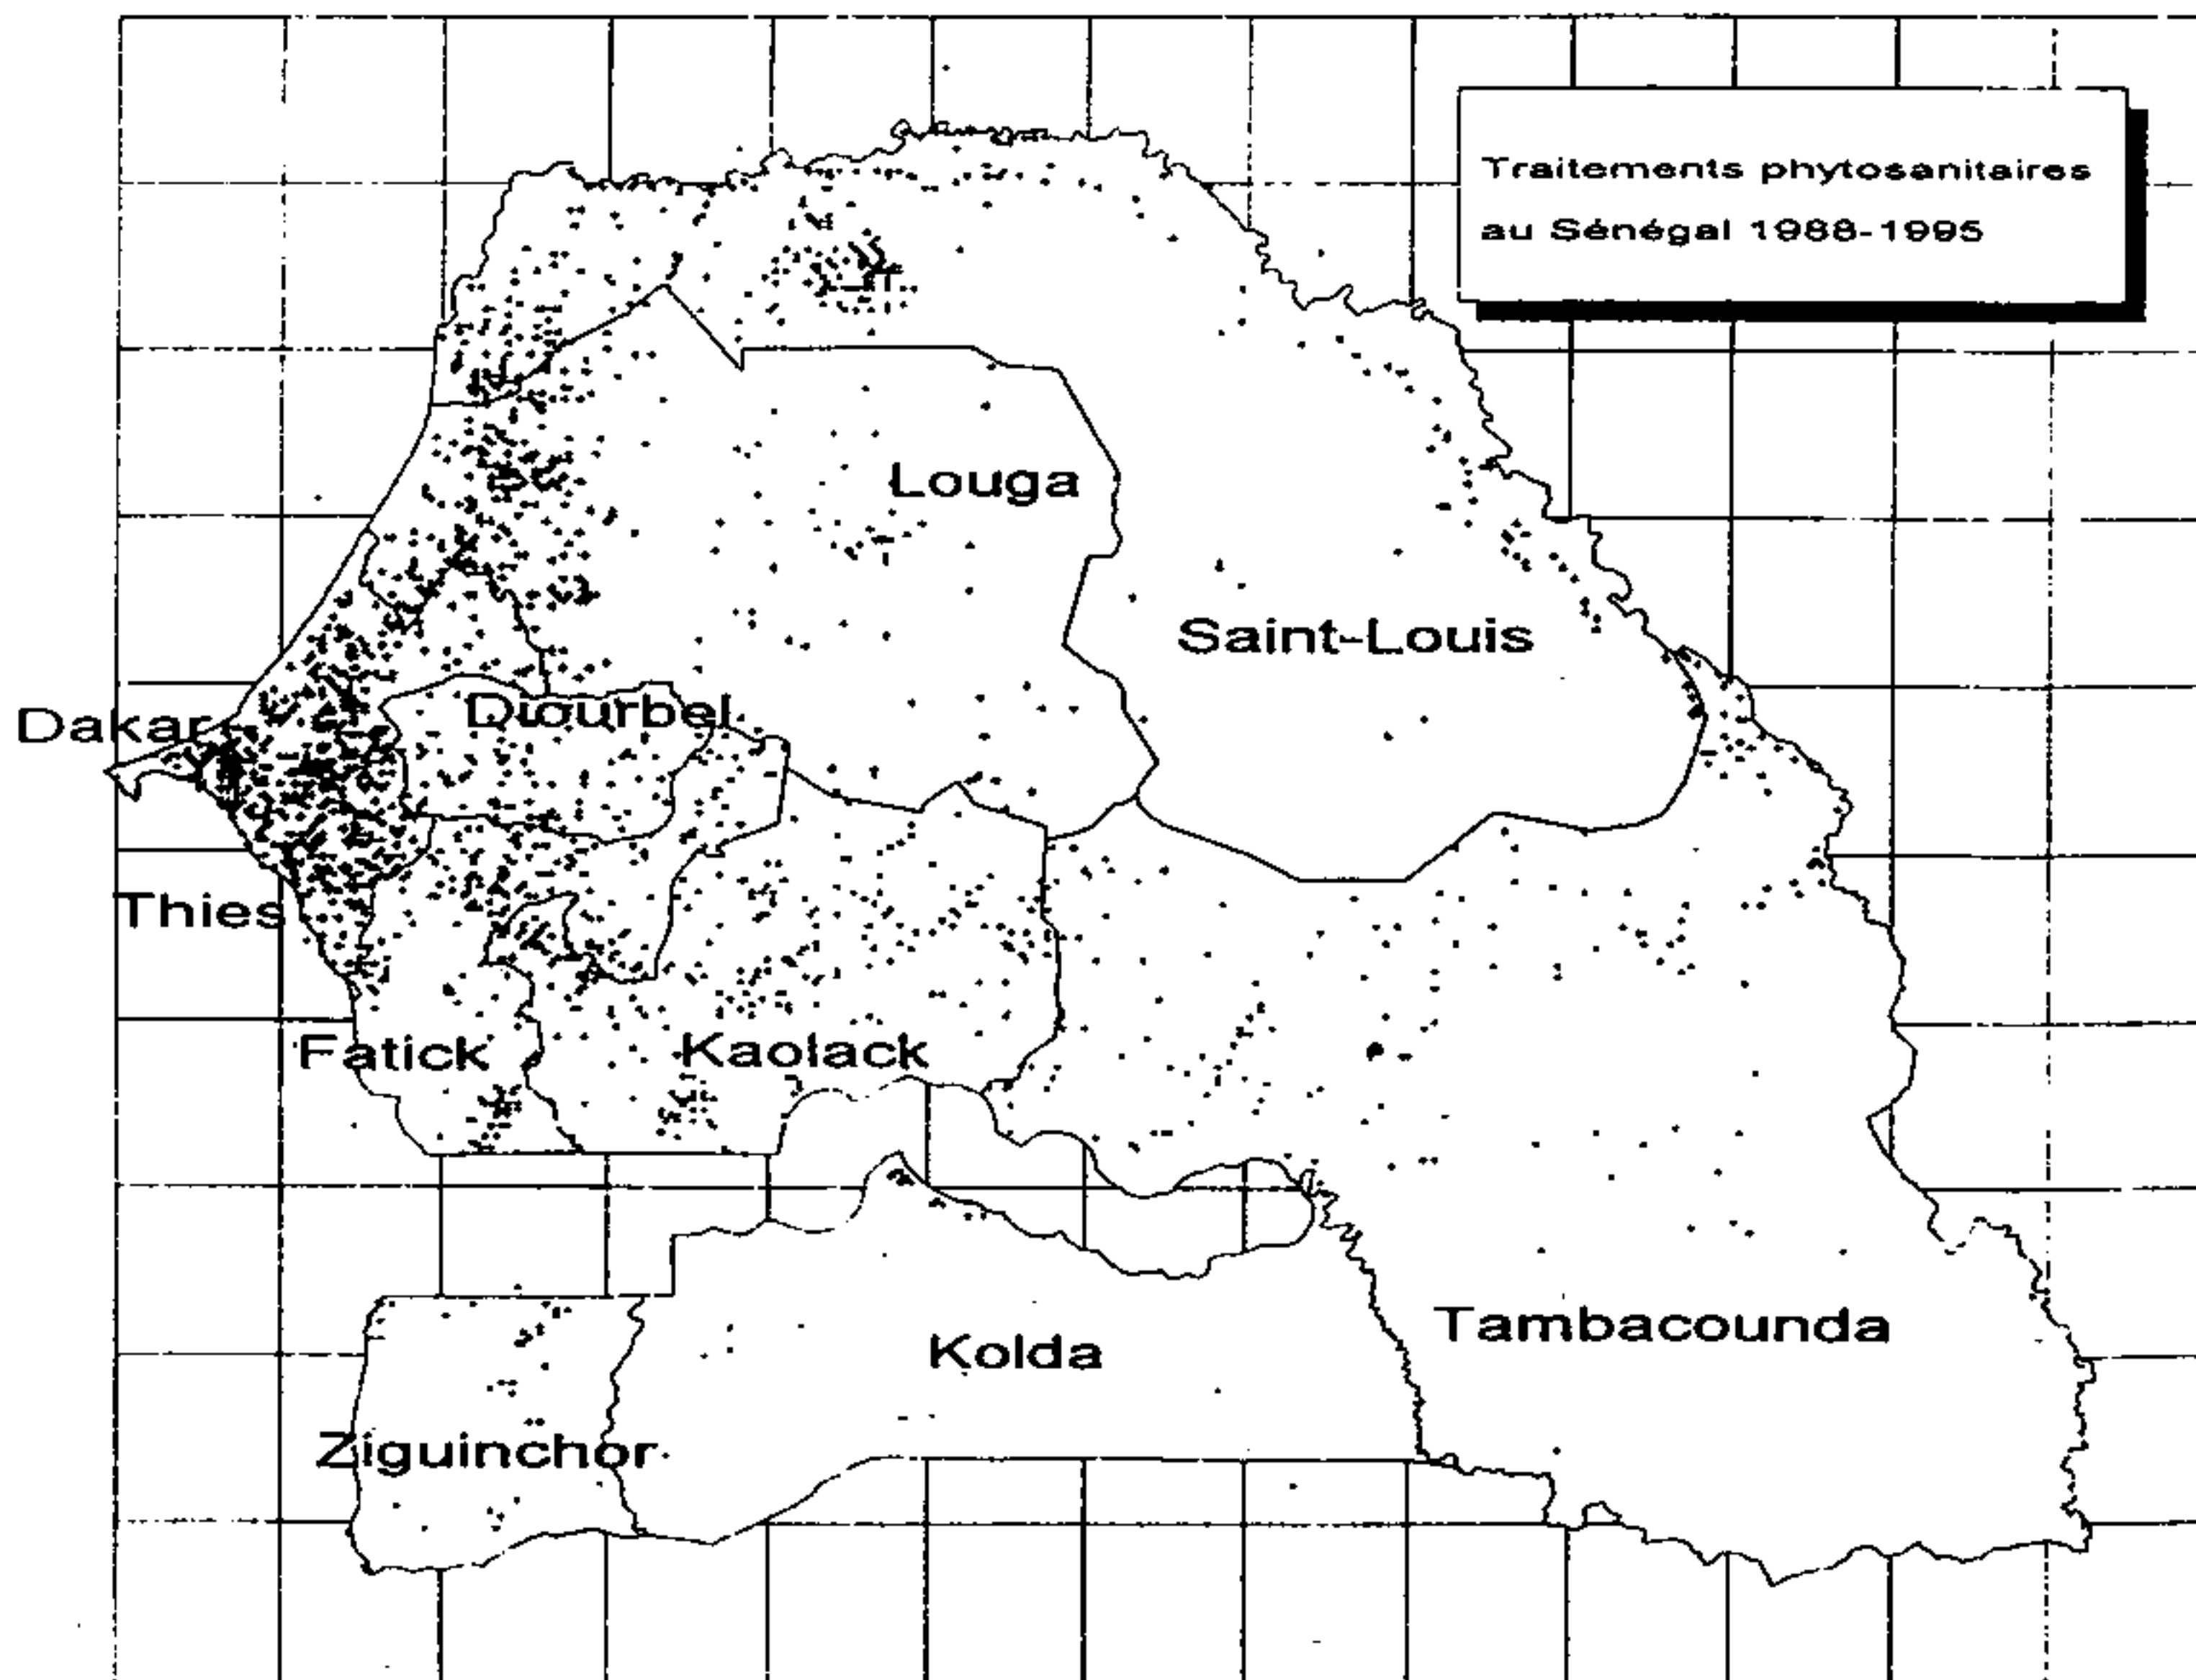 Traitements phytosanitaires
au Sénégal 1988-1995
Louga
Saint-Louis
Dakar
Diourbel
Thies
Fatick
Kaolack
Tambacounda
Kolda
Ziguinchor